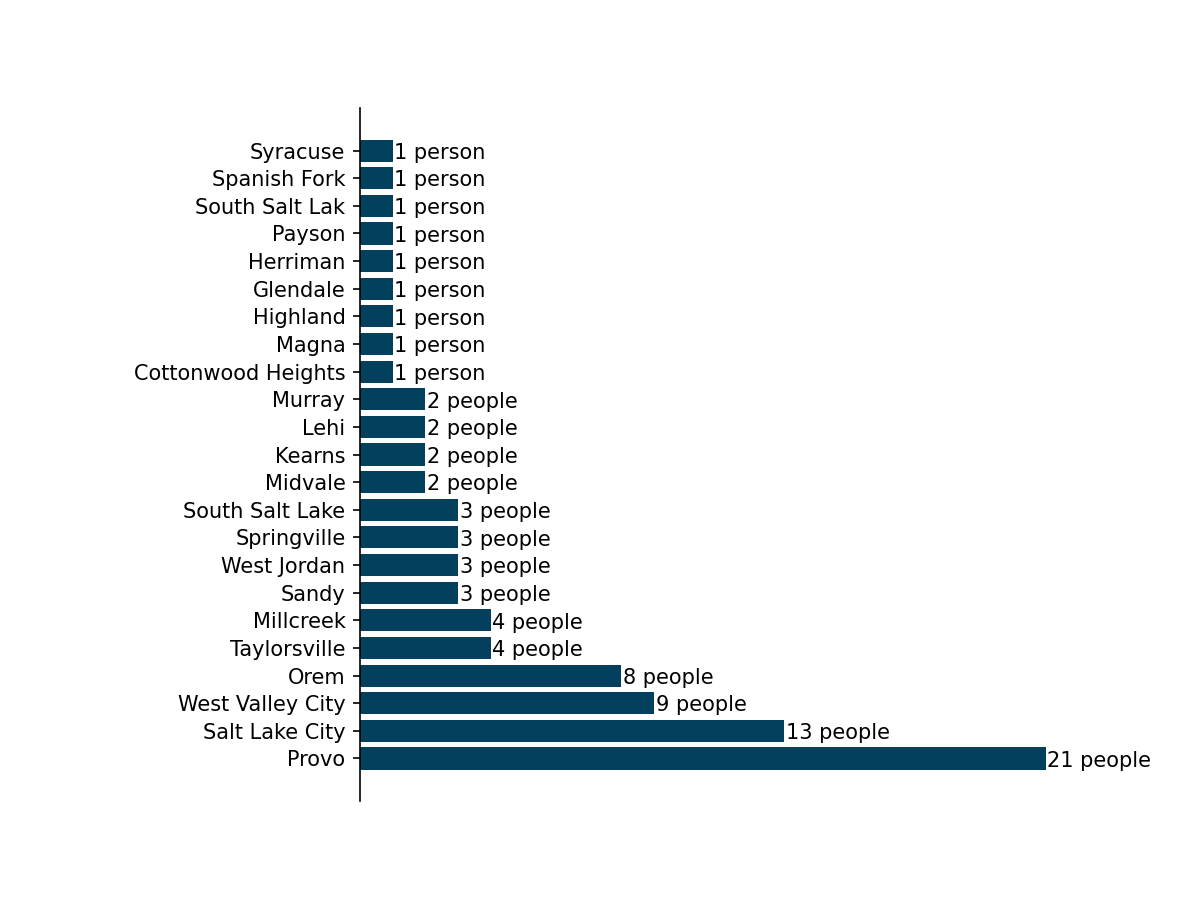 Syracuse 1 person
Spanish Fork 1 person
South Salt Lak 1 person
Payson 1 person
Herriman 1 person
Glendale 1 person
Highland 1 person
Magna 1 person
Cottonwood Heights 1 person
Murray 2 people
Lehi 2 people
Kearns 2 people
Midvale 2 people
South Salt Lake 3 people
Springville 3 people
West Jordan 3 people
Sandy 3 people
Millcreek 4 people
Taylorsville 4 people
Orem 8 people
West Valley City 9 people
Salt Lake City 13 people
Provo 21 people